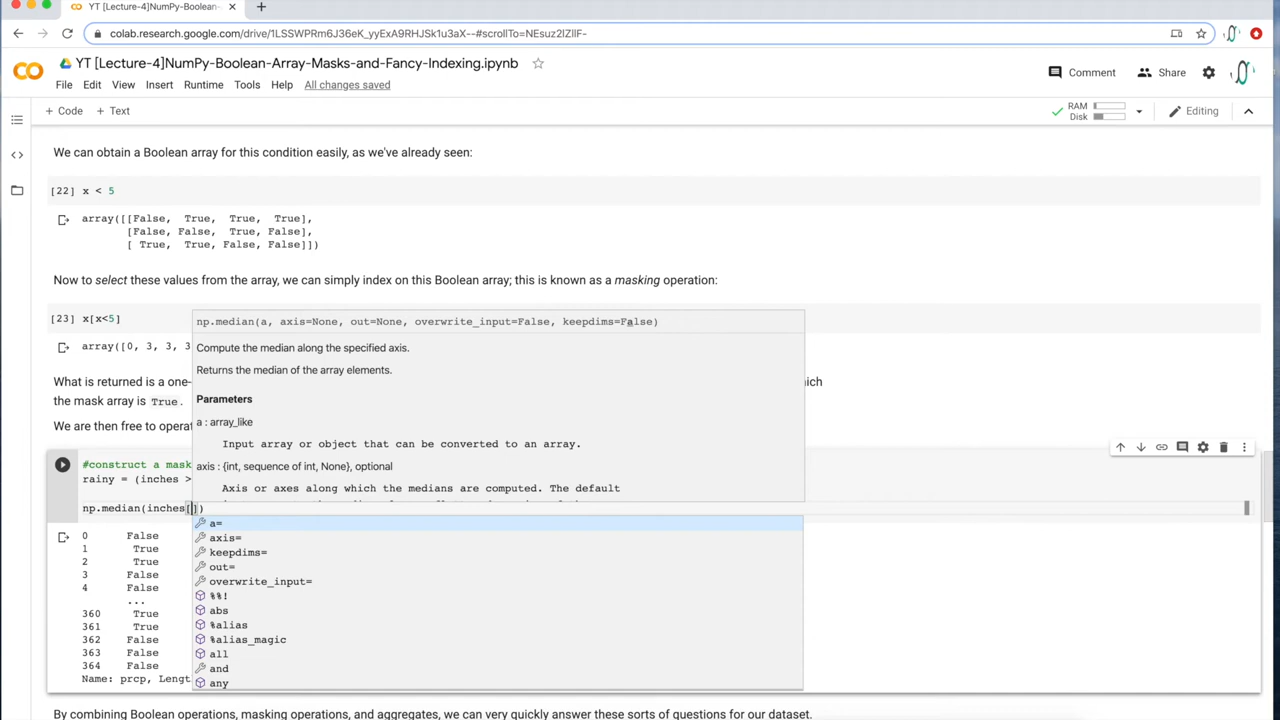 YT [Lecture-4]NumPy-Boolean-
colab.research.google.com/drive/1LSSWPRm6J36eK_yyExA9RHJSk1u3aX--#scrollTo=NEsuz2IZIlF-
YT [Lecture-4]NumPy-Boolean-Array-Masks-and-Fancy-Indexing.ipynb
Comment Share
File Edit View Insert Runtime Tools Help All changes saved
+ Code + Text RAM Disk Editing
We can obtain a Boolean array for this condition easily, as we've already seen:
[22] x < 5
array([[False, True, True, True],
[False, False, True, False],
[ True, True, False, False]])
Now to select these values from the array, we can simply index on this Boolean array; this is known as a masking operation:
[23] x[x<5]
array([0, 3, 3, 3
np.median(a, axis=None, out=None, overwrite_input=False, keepdims=False)
Compute the median along the specified axis.
Returns the median of the array elements.
Parameters
a : array_like
Input array or object that can be converted to an array.
axis : {int, sequence of int, None}, optional
Axis or axes along which the medians are computed. The default
What is returned is a one-
the mask array is True.
We are then free to operat
#construct a mask
rainy = (inches >
np.median(inches[])
a=
axis=
keepdims=
out=
overwrite_input=
%%!
abs
%alias
%alias_magic
all
and
any
0 False
1 True
2 True
3 False
4 False
...
360 True
361 True
362 False
363 False
364 False
Name: prcp, Lengt
By combining Boolean operations, masking operations, and aggregates, we can very quickly answer these sorts of questions for our dataset.